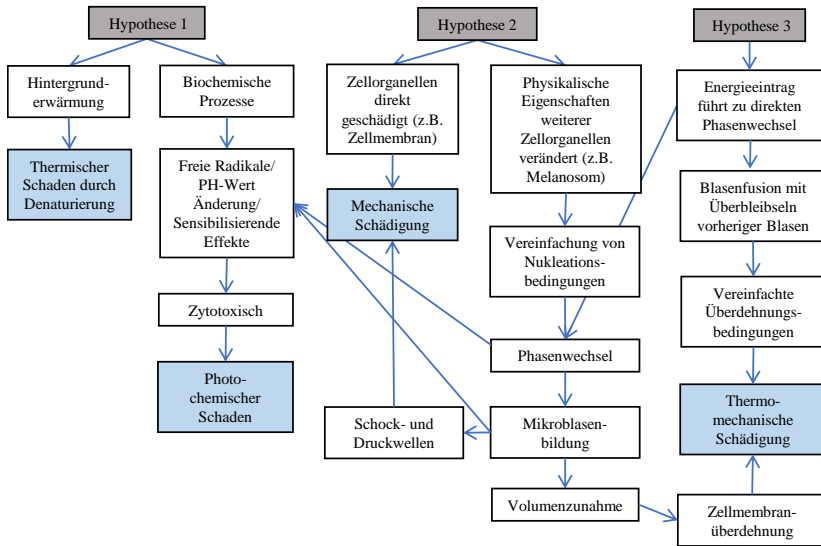 Hypothese 1
Hintergrund-
erwärmung
Biochemische
Prozesse
Thermischer
Schaden durch
Denaturierung
Freie Radikale/
PH-Wert
Änderung/
Sensibilisierende
Effekte
Zytotoxisch
Photo-
chemischer
Schaden
Hypothese 2
Zellorganellen
direkt
geschädigt (z.B.
Zellmembran)
Physikalische
Eigenschaften
weiterer
Zellorganellen
verändert (z.B.
Melanosom)
Mechanische
Schädigung
Vereinfachung von
Nukleations-
bedingungen
Phasenwechsel
Schock- und
Druckwellen
Mikroblasen-
bildung
Volumenzunahme
Hypothese 3
Energieeintrag
führt zu direkten
Phasenwechsel
Blasenfusion mit
Überbleibseln
vorheriger Blasen
Vereinfachte
Überdehnungs-
bedingungen
Thermo-
mechanische
Schädigung
Zellmembran-
überdehnung